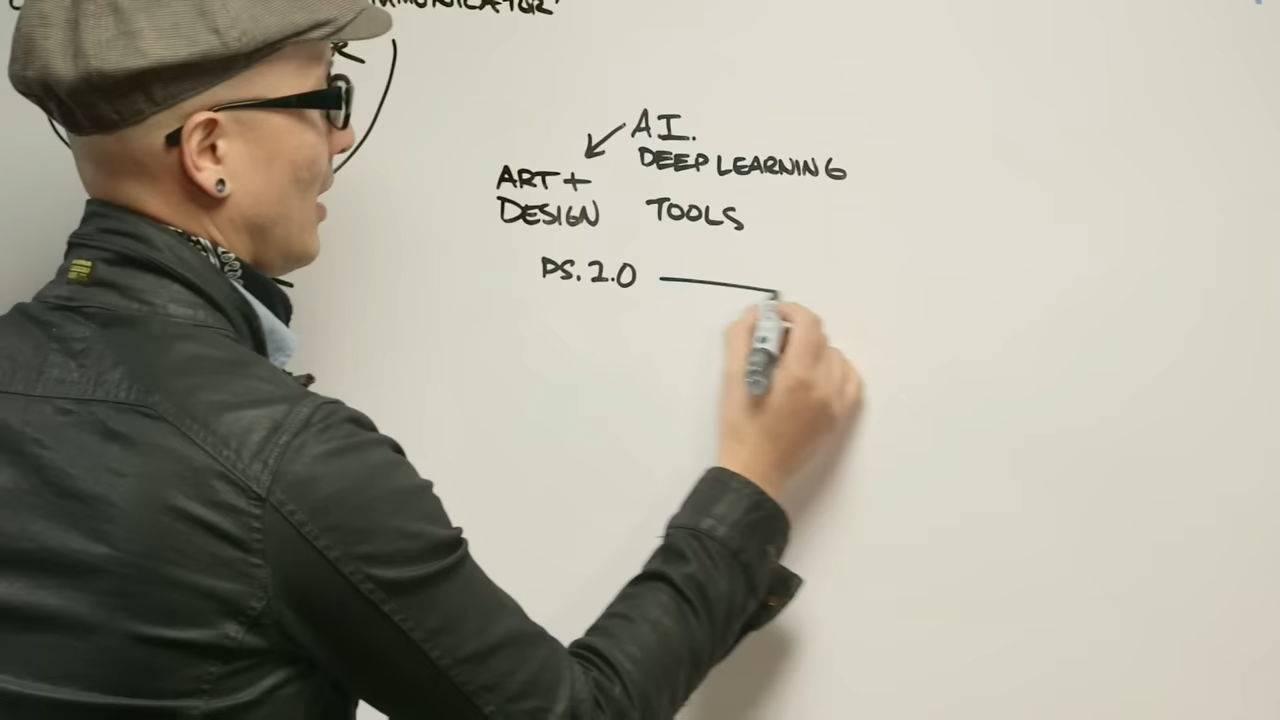 A I.
DEEP LEARNING
ART +
DESIGN TOOLS
PS. 2.0